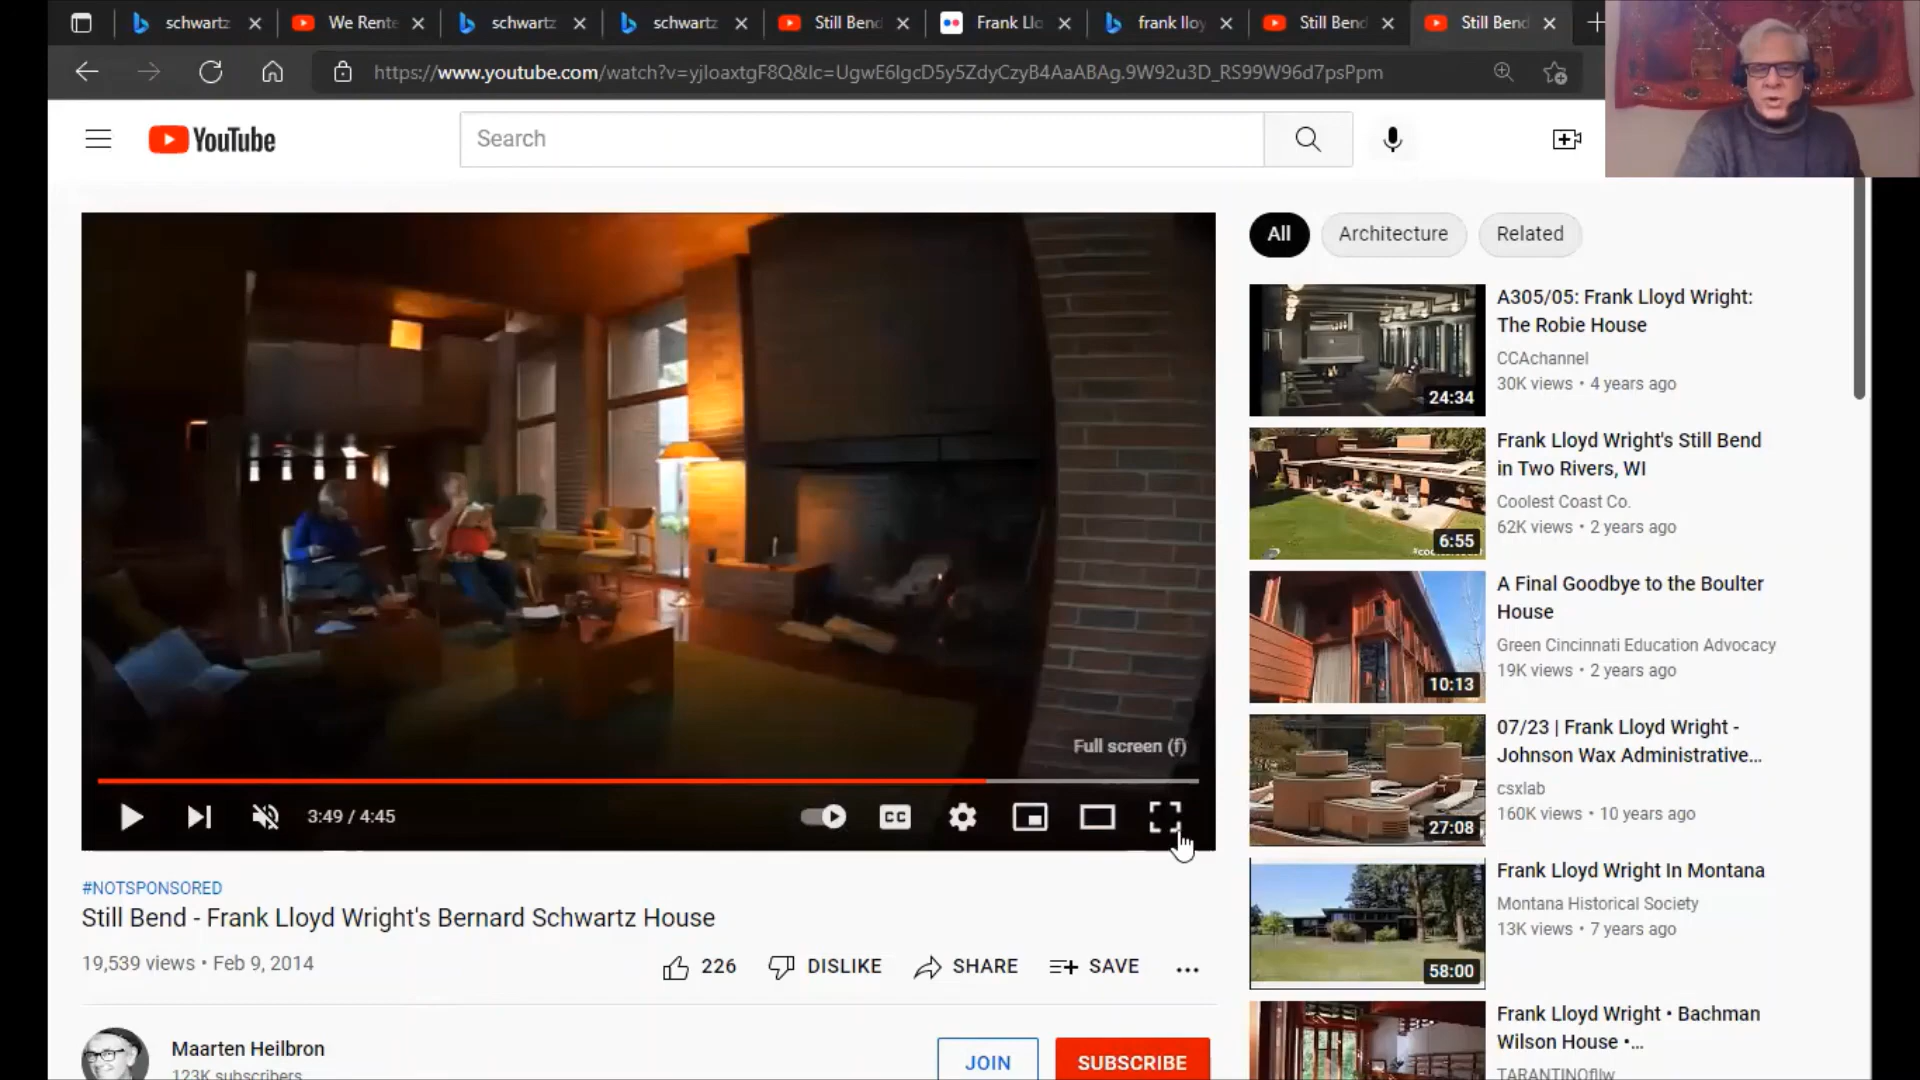 schwartz
We Rente
schwartz
schwartz
Still Bend
Frank Llo
frank lloy
Still Bend
Still Bend
https://www.youtube.com/watch?v=yjloaxtgF8Q&lc=UgwE6IgcD5y5ZdyCzyB4AaABAg.9W92u3D_RS99W96d7psPpm
YouTube
Search
All
Architecture
Related
Full screen (f)
3:49 / 4:45
CC
#NOTSPONSORED
Still Bend - Frank Lloyd Wright's Bernard Schwartz House
19,539 views • Feb 9, 2014
226
DISLIKE
SHARE
SAVE
Maarten Heilbron
123K subscribers
JOIN
SUBSCRIBE
24:34
A305/05: Frank Lloyd Wright:
The Robie House
CCAchannel
30K views • 4 years ago
6:55
Frank Lloyd Wright's Still Bend
in Two Rivers, WI
Coolest Coast Co.
62K views • 2 years ago
10:13
A Final Goodbye to the Boulter
House
Green Cincinnati Education Advocacy
19K views • 2 years ago
27:08
07/23 | Frank Lloyd Wright -
Johnson Wax Administrative...
csxlab
160K views • 10 years ago
58:00
Frank Lloyd Wright In Montana
Montana Historical Society
13K views • 7 years ago
Frank Lloyd Wright • Bachman
Wilson House •...
TARANTINOfilw